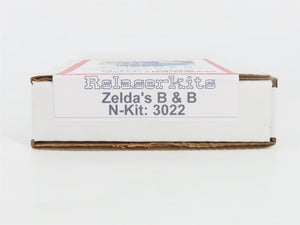 Rslaserkits
Zelda's B & B
N-Kit: 3022